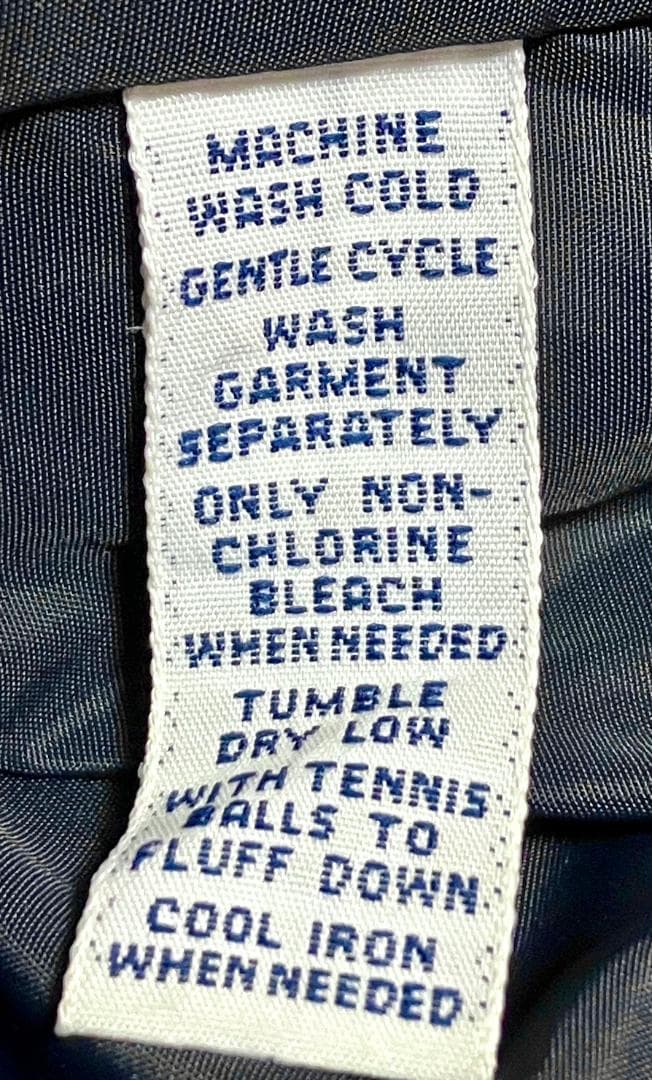 MACHINE
WASH COLD
GENTLE CYCLE
WASH
GARMENT
SEPARATELY
ONLY NON-
CHLORINE
BLEACH
WHEN NEEDED
TUMBLE
DRY LOW
WITH TENNIS
BALLS TO
FLUFF DOWN
COOL IRON
WHEN NEEDED